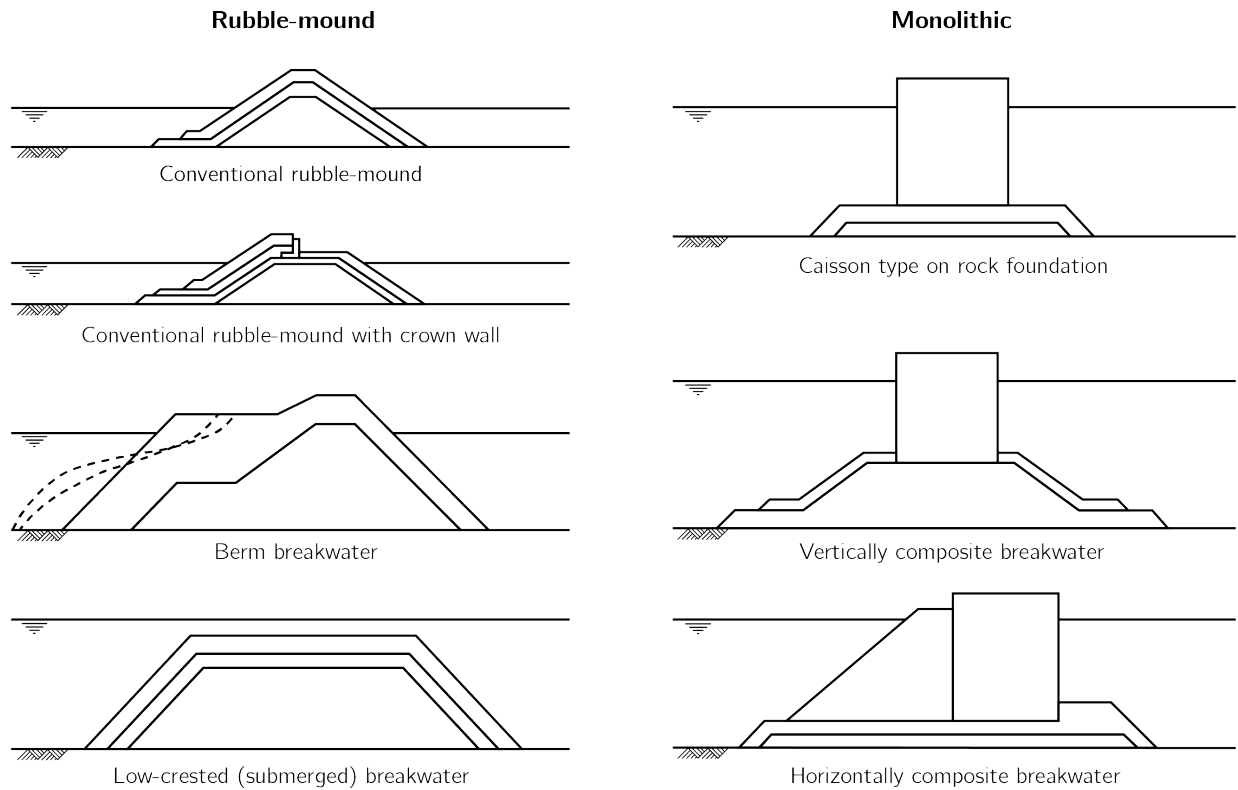 Rubble-mound
Conventional rubble-mound
Conventional rubble-mound with crown wall
Berm breakwater
Low-crested (submerged) breakwater
Monolithic
Caisson type on rock foundation
Vertically composite breakwater
Horizontally composite breakwater